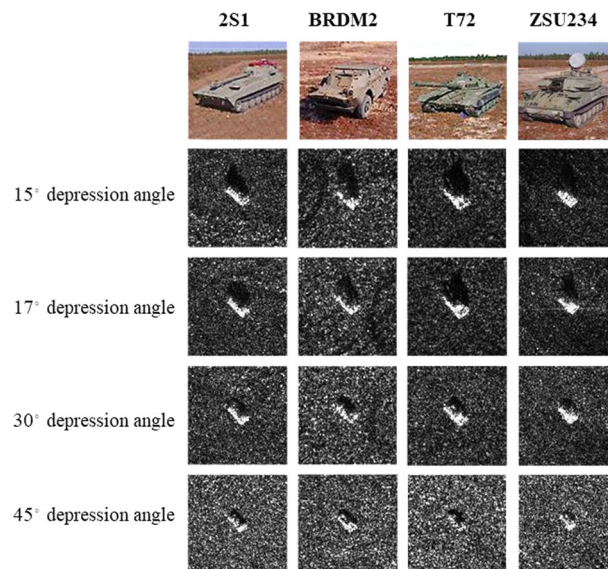 2S1 BRDM2 T72 ZSU234
15° depression angle
17° depression angle
30° depression angle
45° depression angle